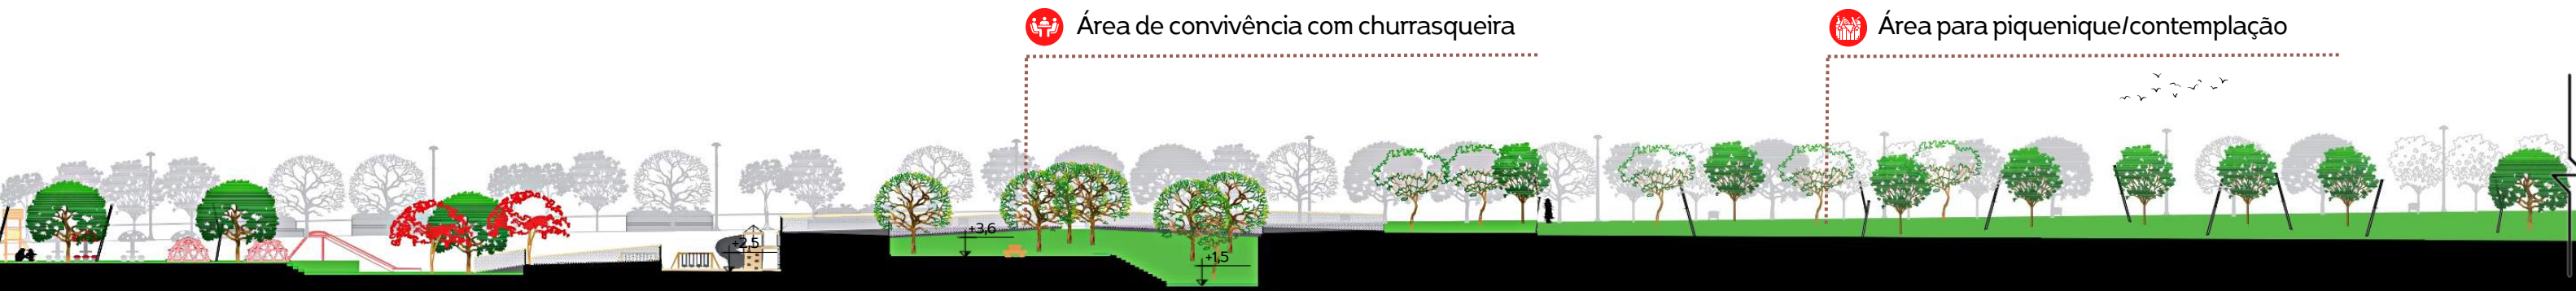 Área de convivência com churrasqueira
Área para piquenique/contemplação
+3,6
+2,5
+1,5